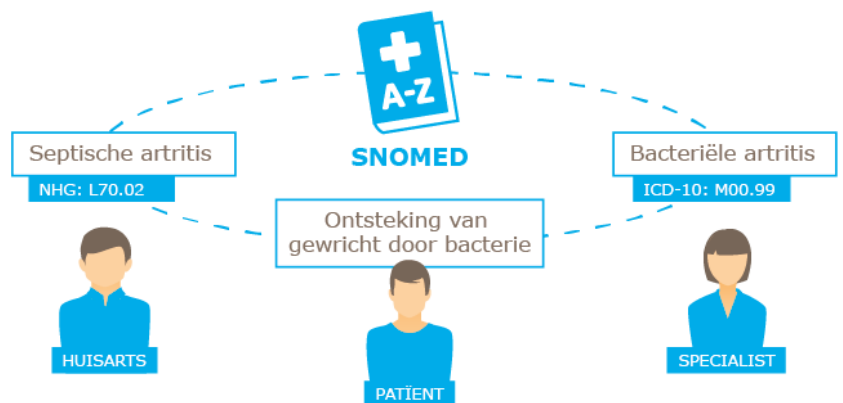 A-Z
SNOMED
Septische artritis
NHG: L70.02
Bacteriële artritis
ICD-10: M00.99
Ontsteking van
gewricht door bacterie
HUISARTS
PATÏENT
SPECIALIST